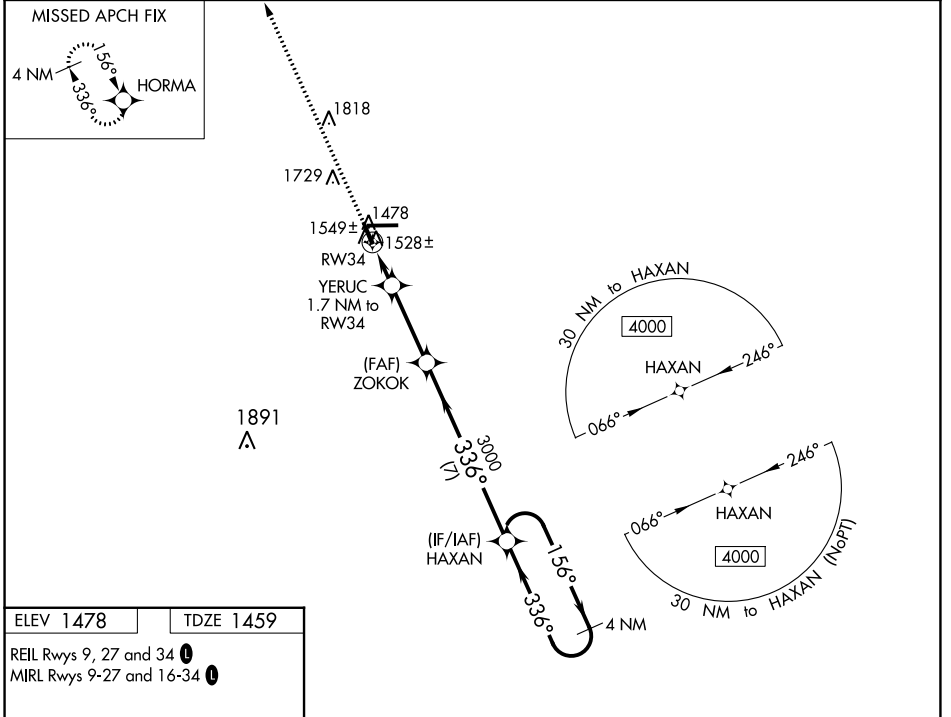 MISSED APCH FIX
4 NM
156°
336°
HORMA
1818
1729
1478
1549±
1528±
RW34
YERUC
1.7 NM to
RW34
(FAF)
ZOKOK
1891
3000
336°
(7)
(IF/IAF)
HAXAN
156°
336°
4 NM
30 NM to HAXAN
4000
HAXAN
246°
066°
246°
066°
HAXAN
4000
30 NM to HAXAN (NoPT)
ELEV 1478
TDZE 1459
REIL Rwys 9, 27 and 34 L
MIRL Rwys 9-27 and 16-34 L